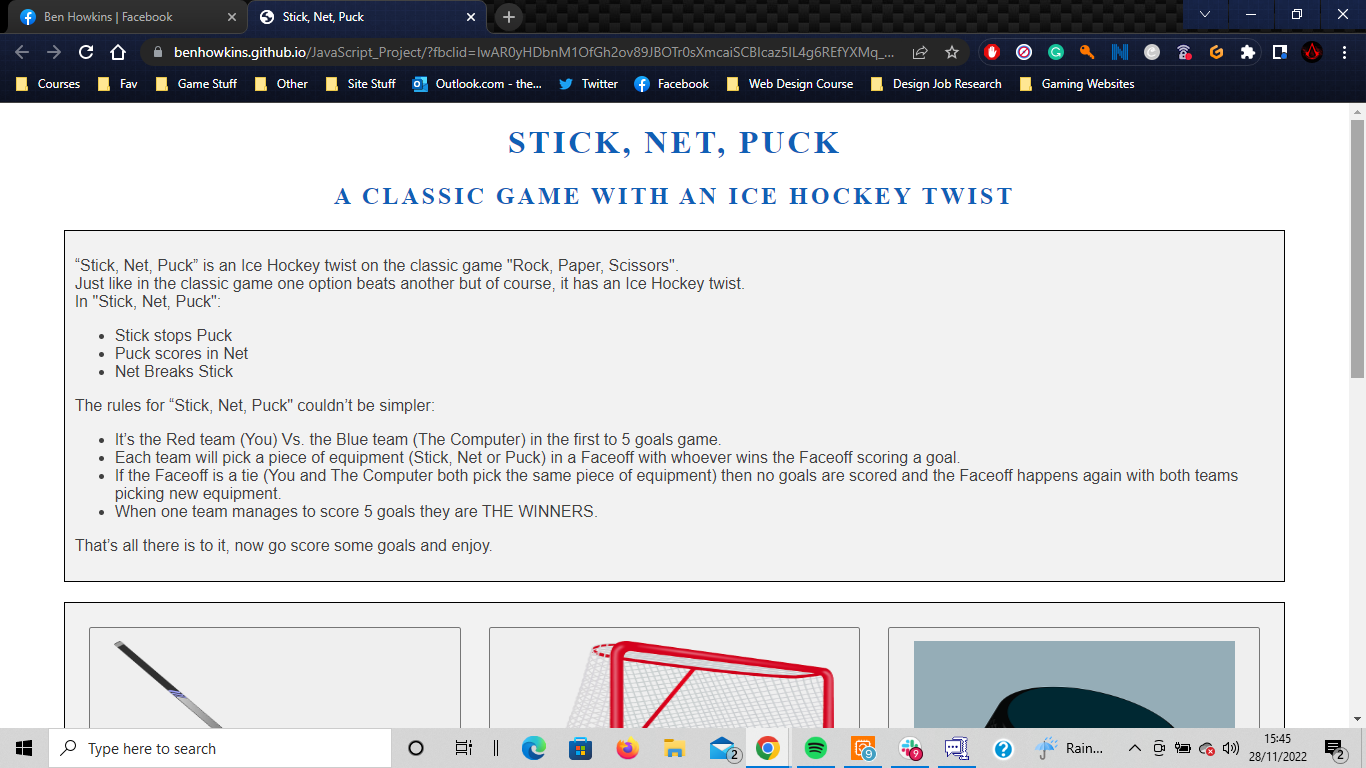 Ben Howkins | Facebook
Stick, Net, Puck
benhowkins.github.io/JavaScript_Project/?fbclid=IwAR0yHDbnM1OfGh2ov89JBOTr0sXmcaiSCBIcaz5IL4g6REfYXMq_...
Courses Fav Game Stuff Other Site Stuff Outlook.com - the... Twitter Facebook Web Design Course Design Job Research Gaming Websites
STICK, NET, PUCK
A CLASSIC GAME WITH AN ICE HOCKEY TWIST
“Stick, Net, Puck” is an Ice Hockey twist on the classic game "Rock, Paper, Scissors".
Just like in the classic game one option beats another but of course, it has an Ice Hockey twist.
In "Stick, Net, Puck":
• Stick stops Puck
• Puck scores in Net
• Net Breaks Stick
The rules for “Stick, Net, Puck" couldn’t be simpler:
• It’s the Red team (You) Vs. the Blue team (The Computer) in the first to 5 goals game.
• Each team will pick a piece of equipment (Stick, Net or Puck) in a Faceoff with whoever wins the Faceoff scoring a goal.
• If the Faceoff is a tie (You and The Computer both pick the same piece of equipment) then no goals are scored and the Faceoff happens again with both teams
picking new equipment.
• When one team manages to score 5 goals they are THE WINNERS.
That’s all there is to it, now go score some goals and enjoy.
Type here to search
2
9
9
Rain...
15:45
28/11/2022
2